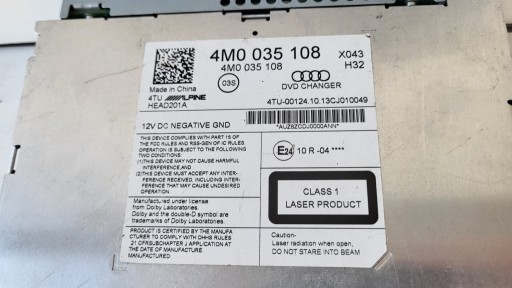 4M0 035 108 X043
4M0 035 108 H32
03S
Made in China
4TU ALPINE
HEAD201A
DVD CHANGER
4TU-00124.10.13CJ010049
12V DC NEGATIVE GND
*AUZ6ZCDJ0000ANN*
THIS DEVICE COMPLIES WITH PART 15 OF
THE FCC RULES AND RSS-GEN OF IC RULES
OPERATION IS SUBJECT TO THE FOLLOWING
TWO CONDITIONS:
(1)THIS DEVICE MAY NOT CAUSE HARMFUL
INTERFERENCE,AND
(2)THIS DEVICE MUST ACCEPT ANY INTER-
FERENCE RECEIVED, INCLUDING INTER-
FERENCE THAT MAY CAUSE UNDESIRED
OPERATION
E24 10 R -04 ****
CLASS 1
LASER PRODUCT
Manufactured under license
from Dolby Laboratories.
Dolby and the double-D symbol are
trademarks of Dolby Laboratories.
PRODUCT IS CERTIFIED BY THE MANUFA
CTURER TO COMPLY WITH DHHS RULES
21 CFRSUBCHAPTER J APPLICATION AT
THE DATE OF MANUFACTURE
MANUFACTURED
Caution-
Laser radiation when open,
DO NOT STARE INTO BEAM